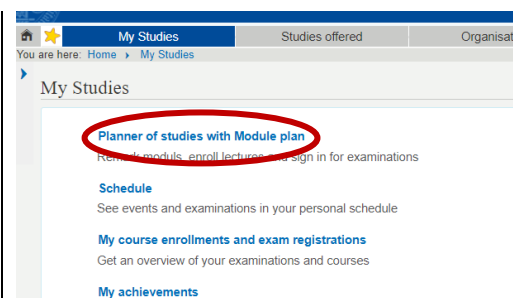 My Studies Studies offered Organisat
You are here: Home › My Studies
My Studies
Planner of studies with Module plan
Remark moduls, enroll lectures and sign in for examinations
Schedule
See events and examinations in your personal schedule
My course enrollments and exam registrations
Get an overview of your examinations and courses
My achievements